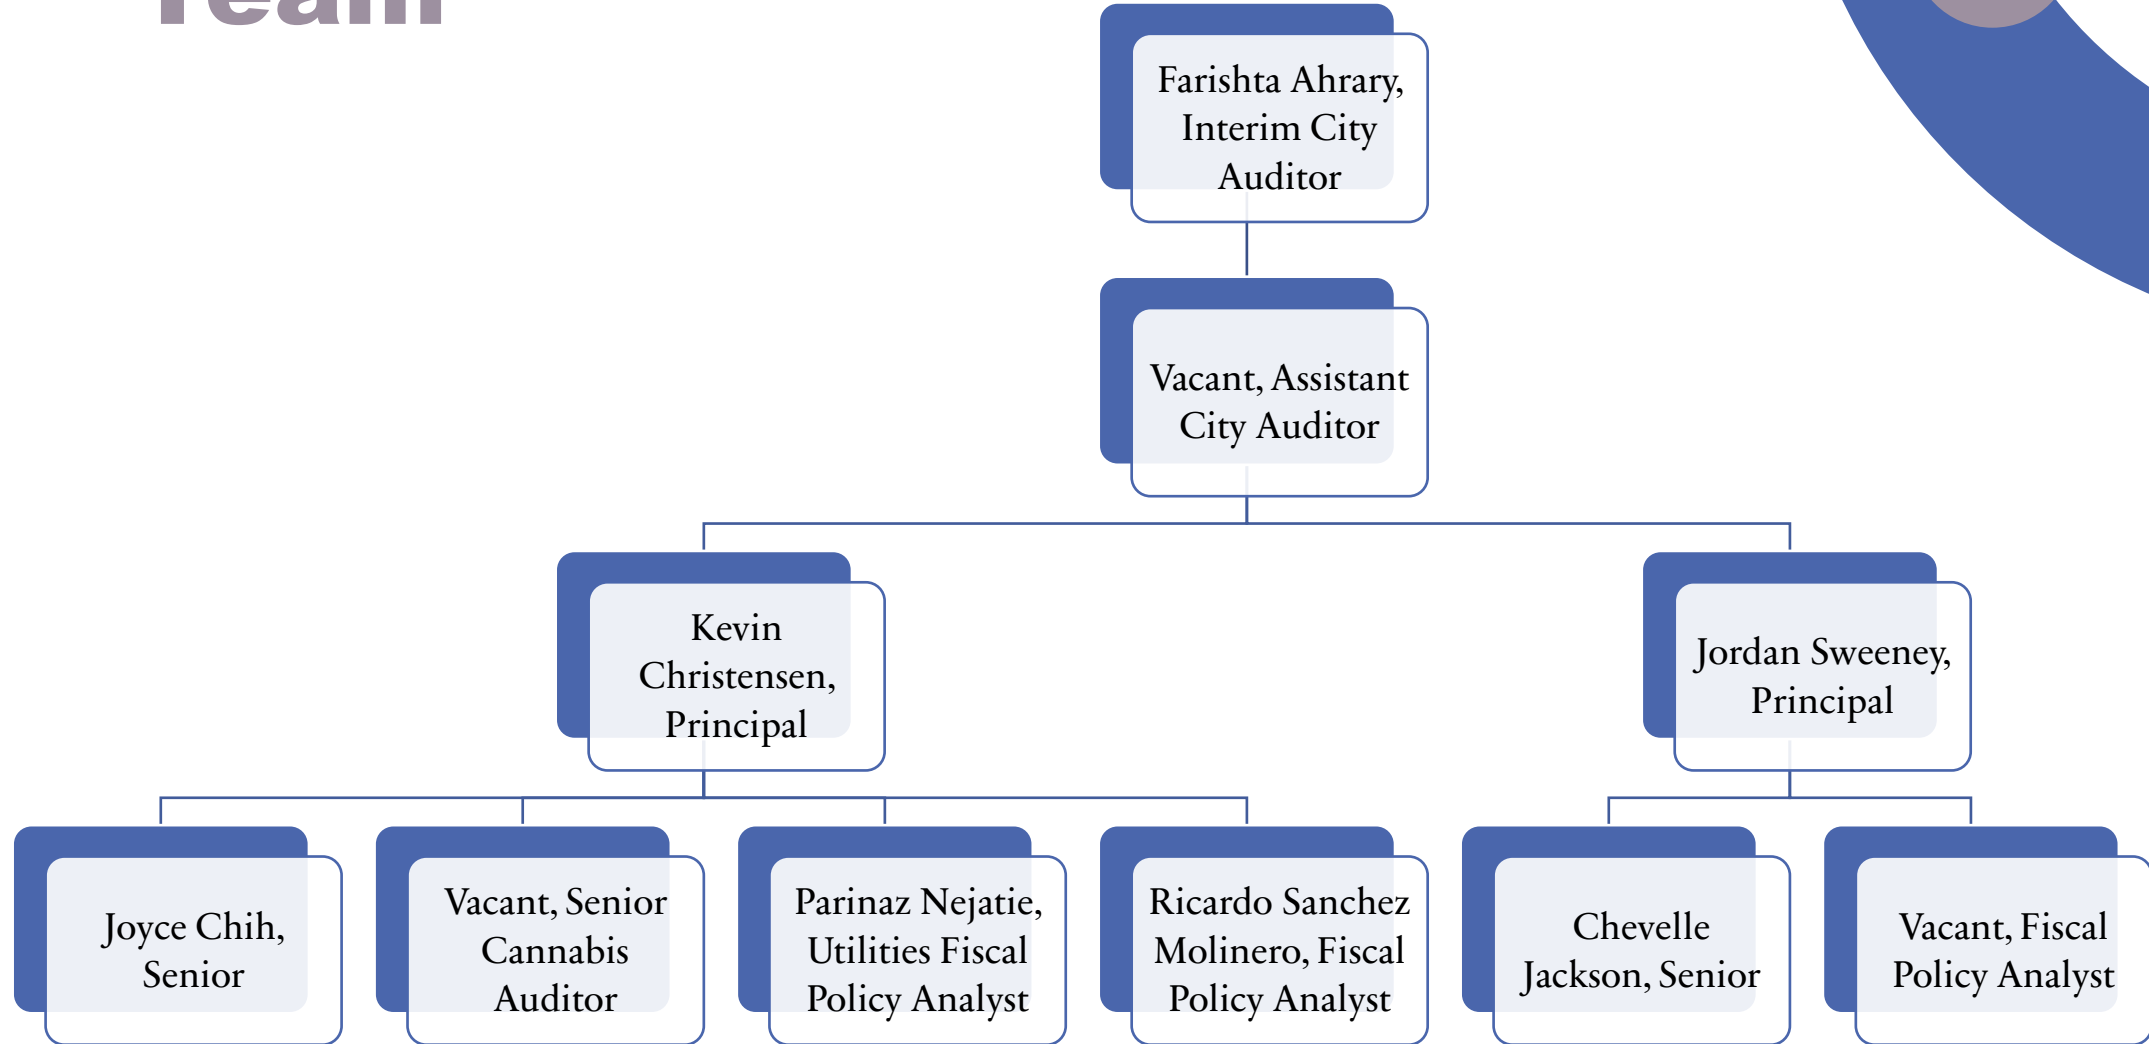 Team
Farishta Ahrary,
Interim City
Auditor
Vacant, Assistant
City Auditor
Kevin
Christensen,
Principal
Jordan Sweeney,
Principal
Joyce Chih,
Senior
Vacant, Senior
Cannabis
Auditor
Parinaz Nejatie,
Utilities Fiscal
Policy Analyst
Ricardo Sanchez
Molinero, Fiscal
Policy Analyst
Chevelle
Jackson, Senior
Vacant, Fiscal
Policy Analyst